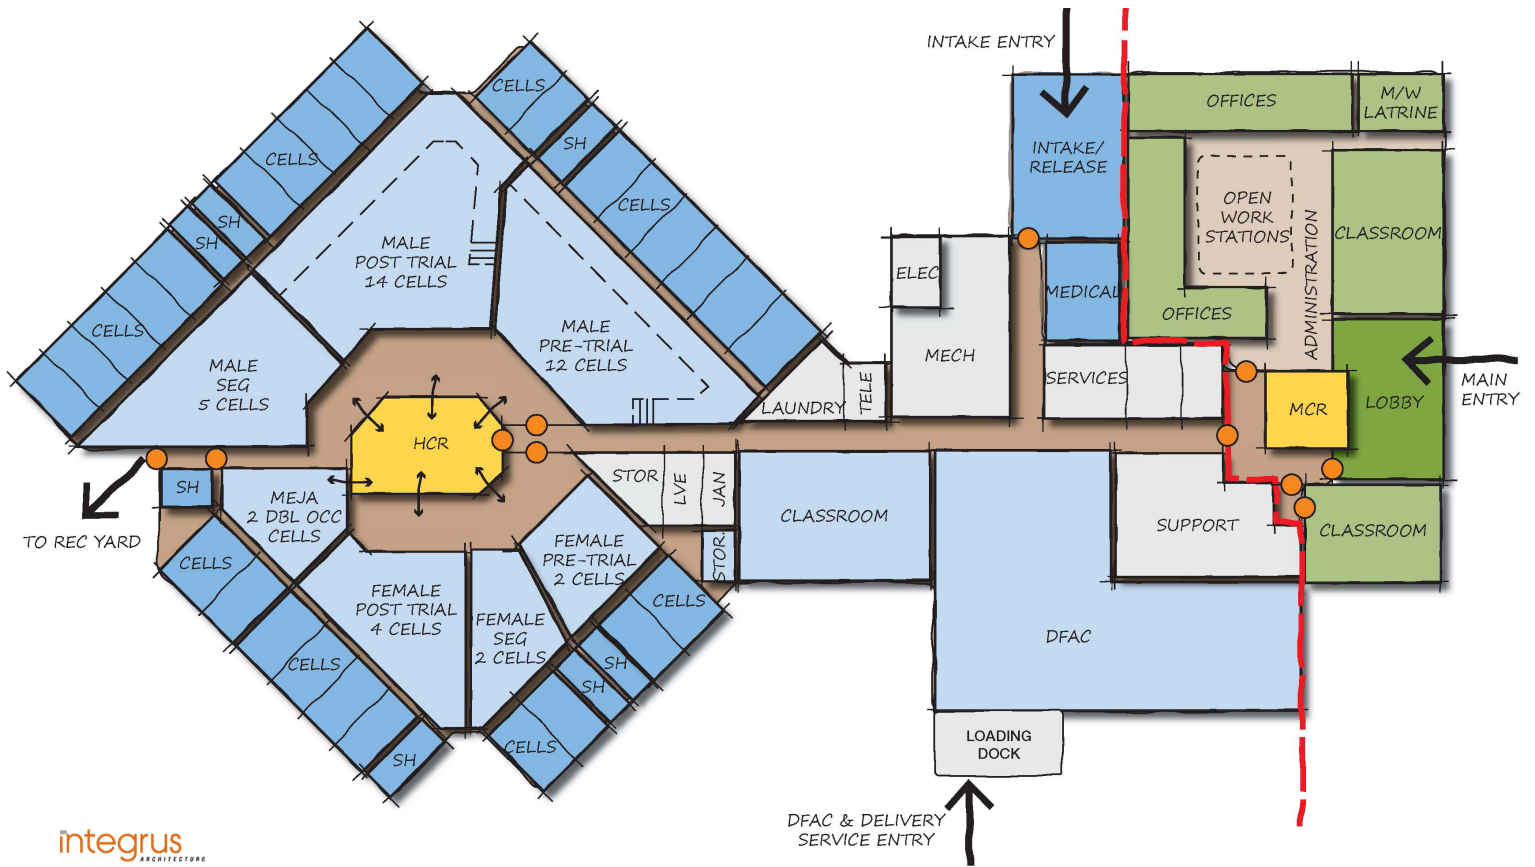 INTAKE ENTRY
CELLS
SH
CELLS
SH
SH
CELLS
CELLS
MALE
POST TRIAL
14 CELLS
MALE
PRE-TRIAL
12 CELLS
MALE
SEG
5 CELLS
LAUNDRY
TELE
ELEC
MECH
INTAKE/
RELEASE
MEDICAL
SERVICES
OFFICES
M/W
LATRINE
OPEN
WORK
STATIONS
ADMINISTRATION
CLASSROOM
OFFICES
MCR
LOBBY
MAIN
ENTRY
HCR
TO REC YARD
SH
MEJA
2 DBL OCC
CELLS
CELLS
CELLS
SH
FEMALE
POST TRIAL
4 CELLS
FEMALE
SEG
2 CELLS
FEMALE
PRE-TRIAL
2 CELLS
CELLS
SH
SH
CELLS
STOR
LVE
JAN
STOR.
CLASSROOM
DFAC
SUPPORT
CLASSROOM
LOADING
DOCK
DFAC & DELIVERY
SERVICE ENTRY
integrus
ARCHITECTURE